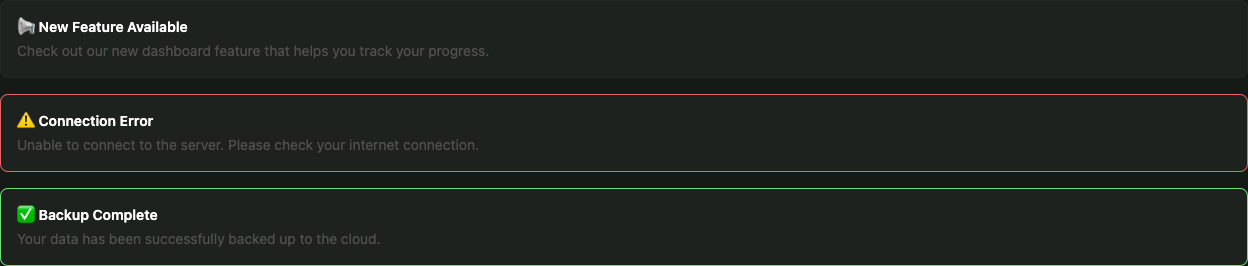 📢 New Feature Available
Check out our new dashboard feature that helps you track your progress.
⚠️ Connection Error
Unable to connect to the server. Please check your internet connection.
✅ Backup Complete
Your data has been successfully backed up to the cloud.